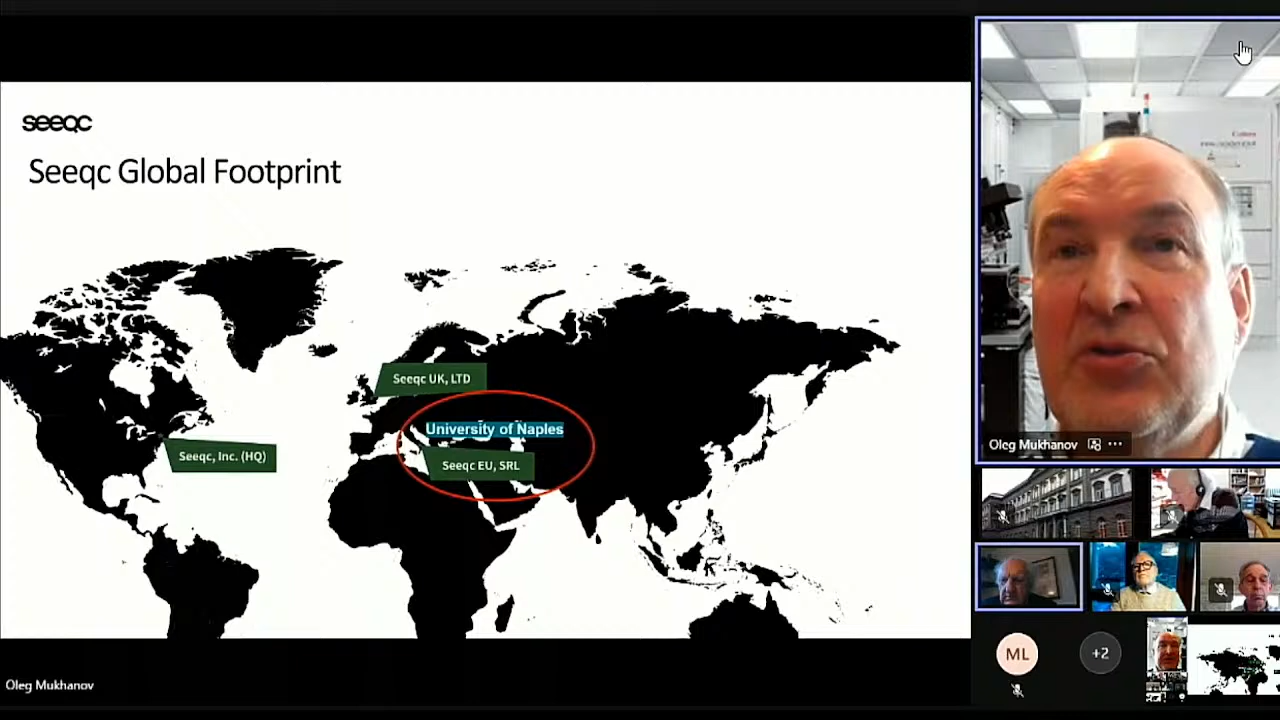 seeqc
Seeqc Global Footprint
Seeqc UK, LTD
University of Naples
Seeqc, Inc. (HQ)
Seeqc EU, SRL
Oleg Mukhanov
Oleg Mukhanov
ML
+2